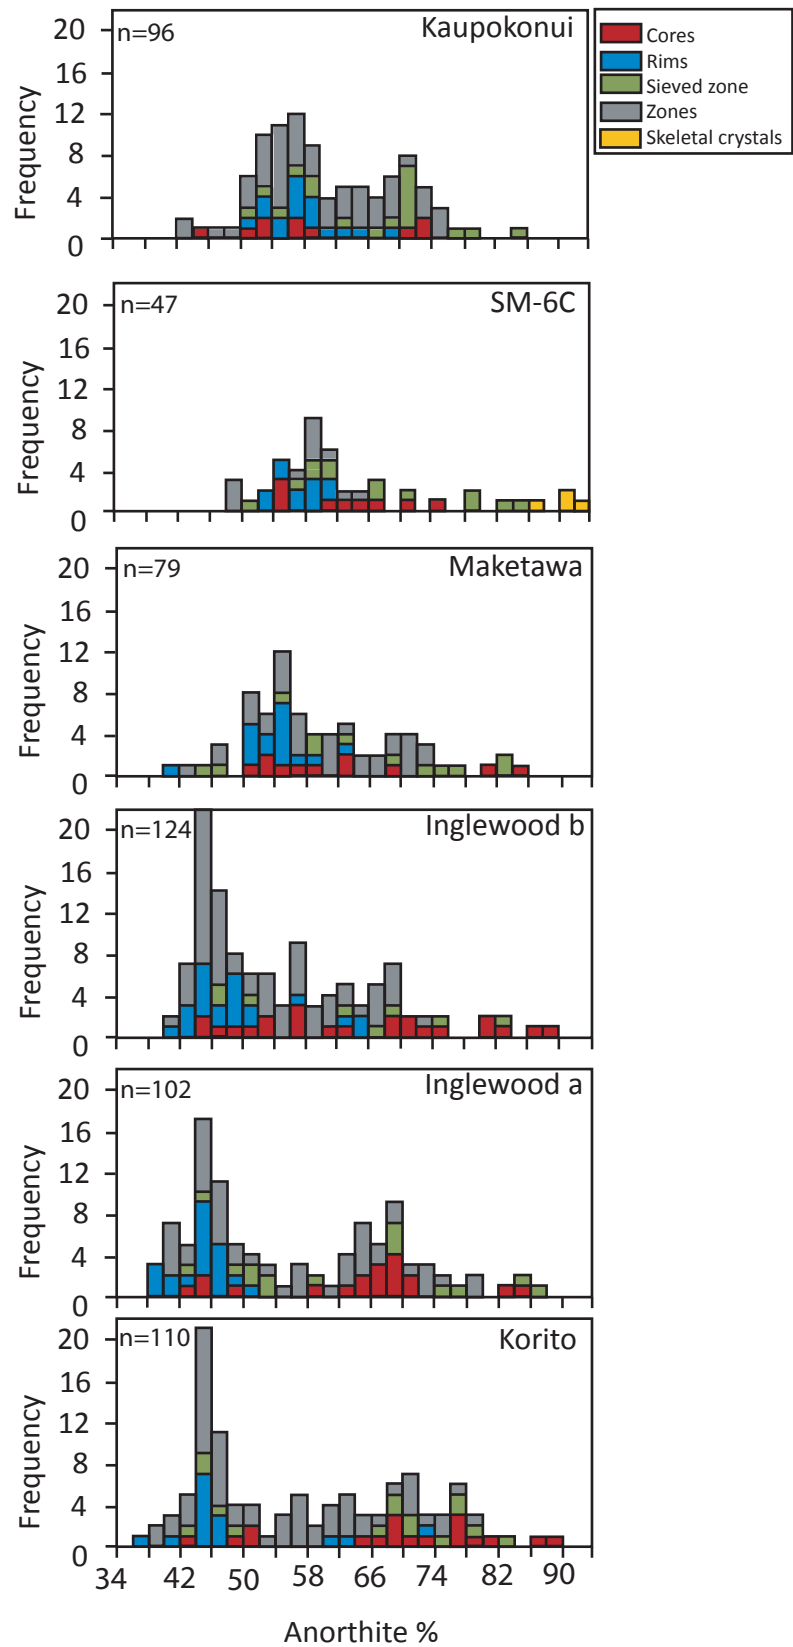 n=96
Kaupokonui
20
16
12
8
4
0
Frequency
Cores
Rims
Sieved zone
Zones
Skeletal crystals
n=47
SM-6C
20
16
12
8
4
0
Frequency
n=79
Maketawa
20
16
12
8
4
0
Frequency
n=124
Inglewood b
20
16
12
8
4
0
Frequency
n=102
Inglewood a
20
16
12
8
4
0
Frequency
n=110
Korito
20
16
12
8
4
0
Frequency
34 42 50 58 66 74 82 90
Anorthite %